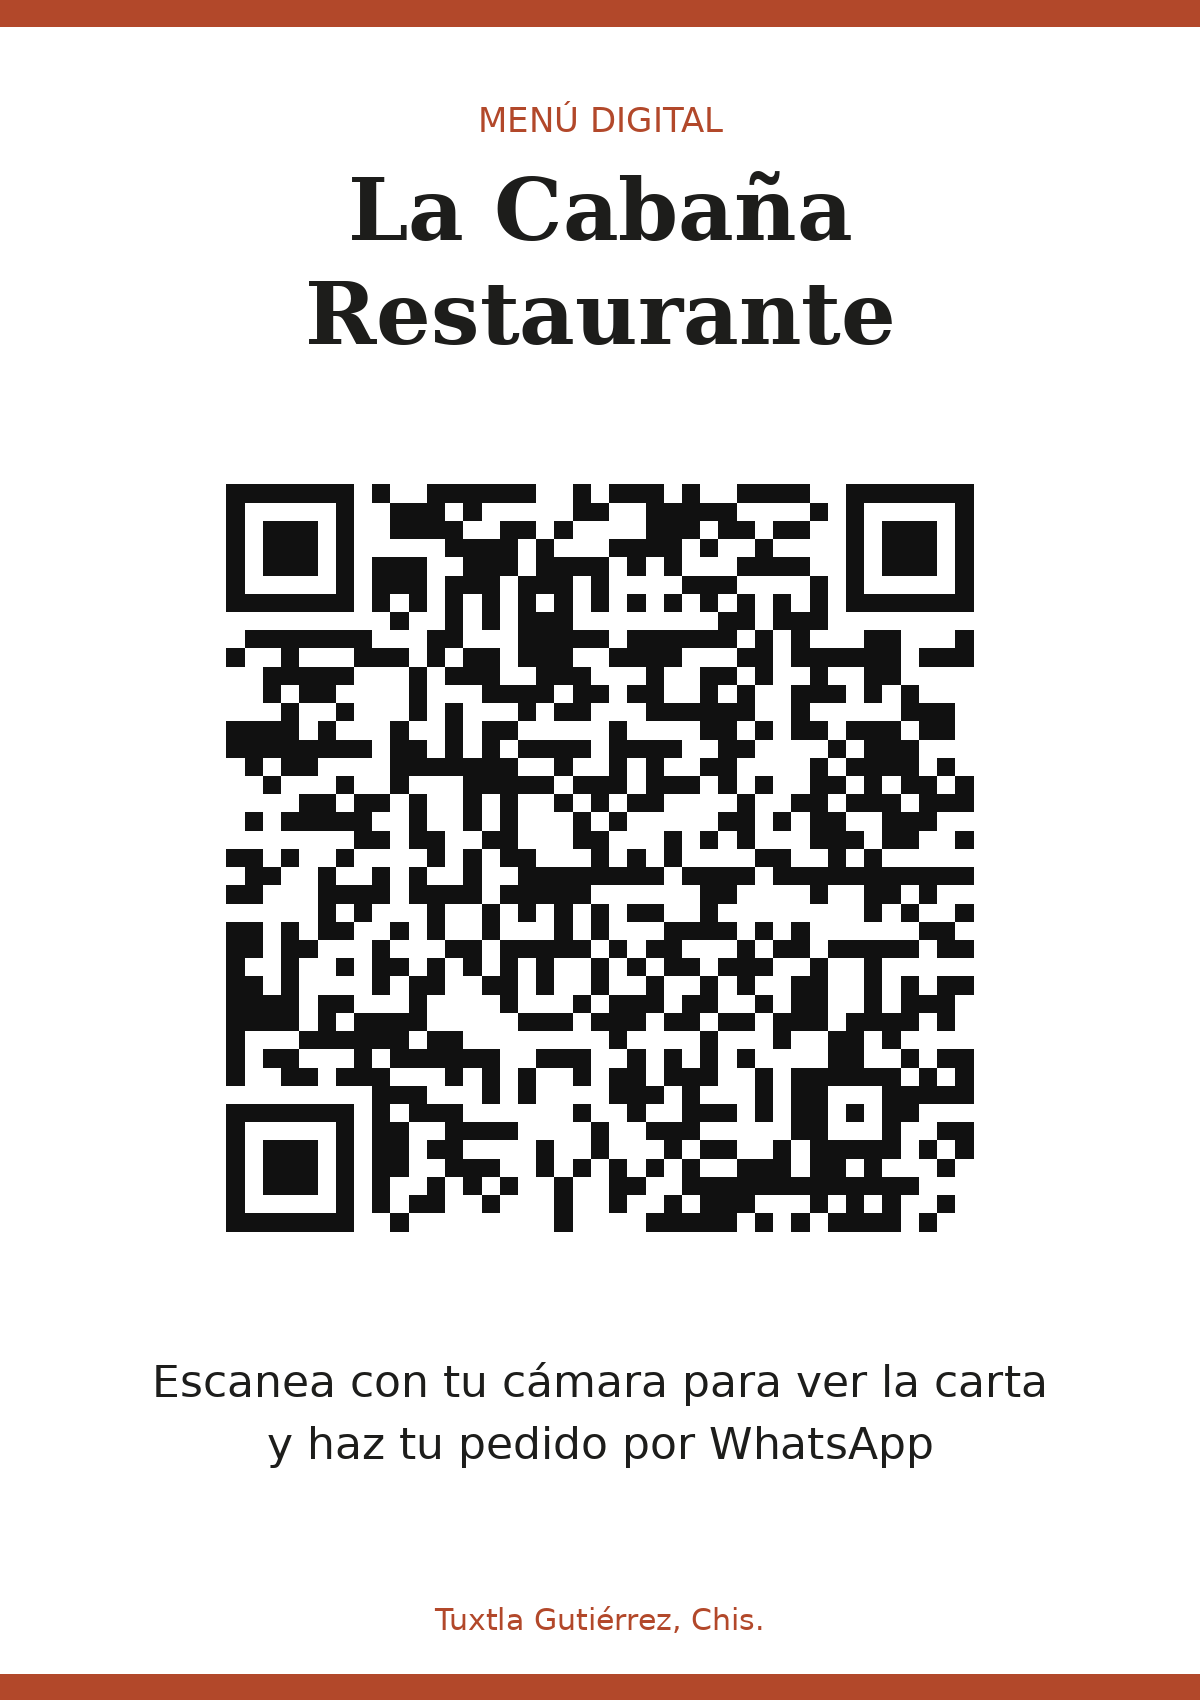 MENÚ DIGITAL
La Cabaña
Restaurante
Escanea con tu cámara para ver la carta
y haz tu pedido por WhatsApp
Tuxtla Gutiérrez, Chis.